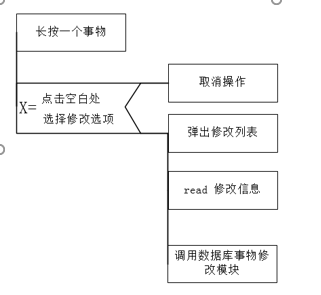 长按一个事物
X=
点击空白处
选择修改选项
取消操作
弹出修改列表
read 修改信息
调用数据库事物修
改模块